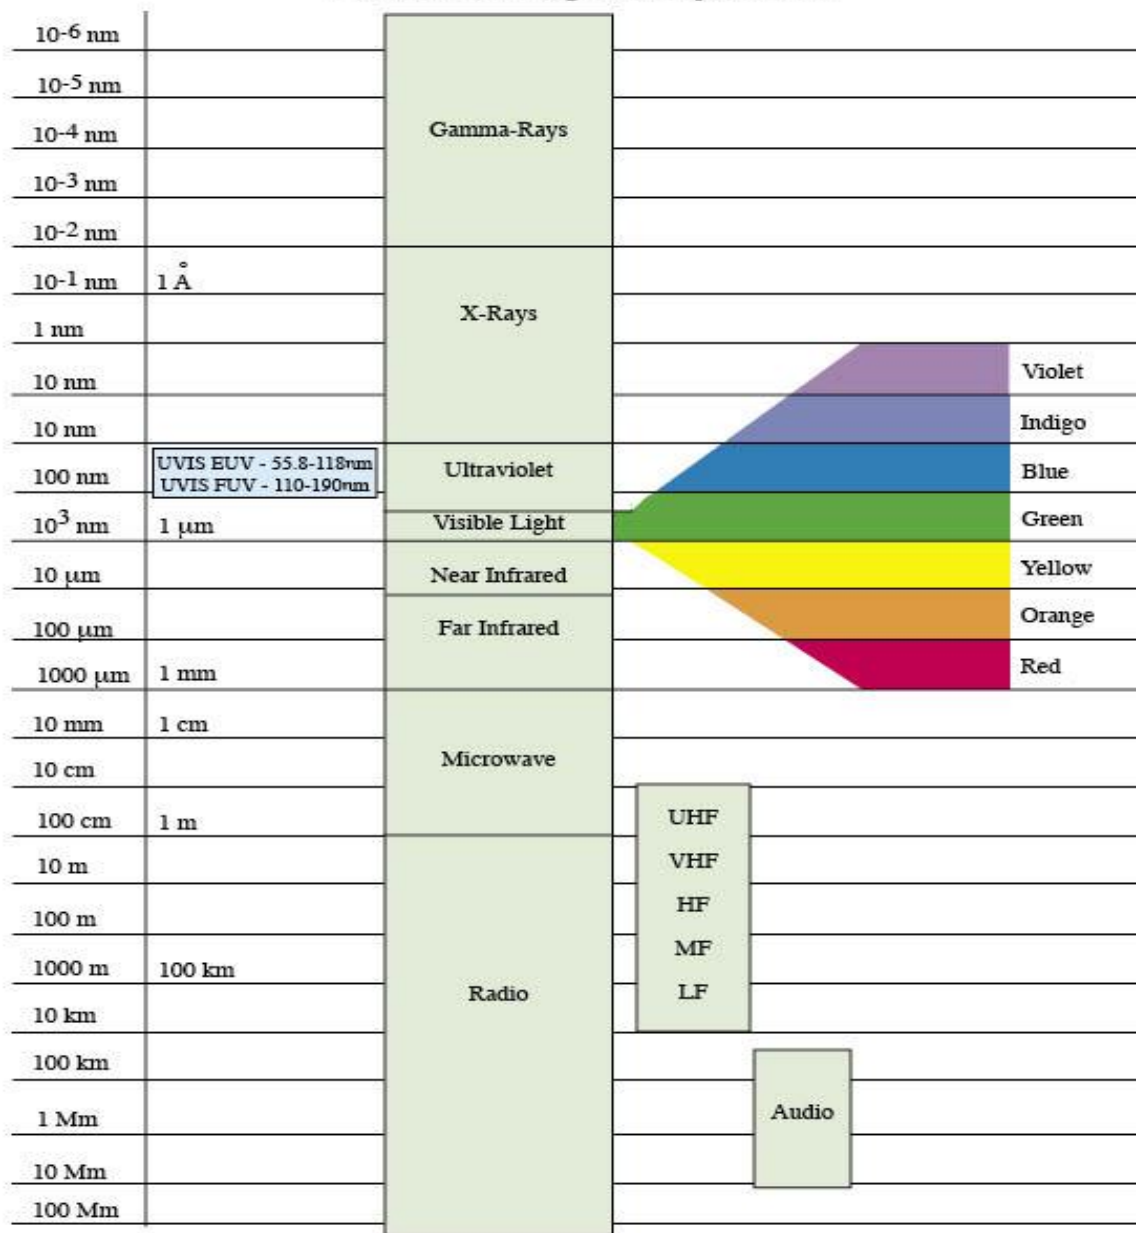 10-6 nm
10-5 nm
10-4 nm
Gamma-Rays
10-3 nm
10-2 nm
10-1 nm 1 Å
X-Rays
1 nm
10 nm Violet
10 nm Indigo
UVIS EUV - 55.8-118nm
100 nm Ultraviolet Blue
UVIS FUV - 110-190nm
103 nm 1 μm Visible Light Green
10 μm Near Infrared Yellow
100 μm Far Infrared Orange
1000 μm 1 mm Red
10 mm 1 cm
Microwave
10 cm
100 cm 1 m UHF
10 m VHF
100 m HF
MF
1000 m 100 km
Radio LF
10 km
100 km
1 Mm Audio
10 Mm
100 Mm